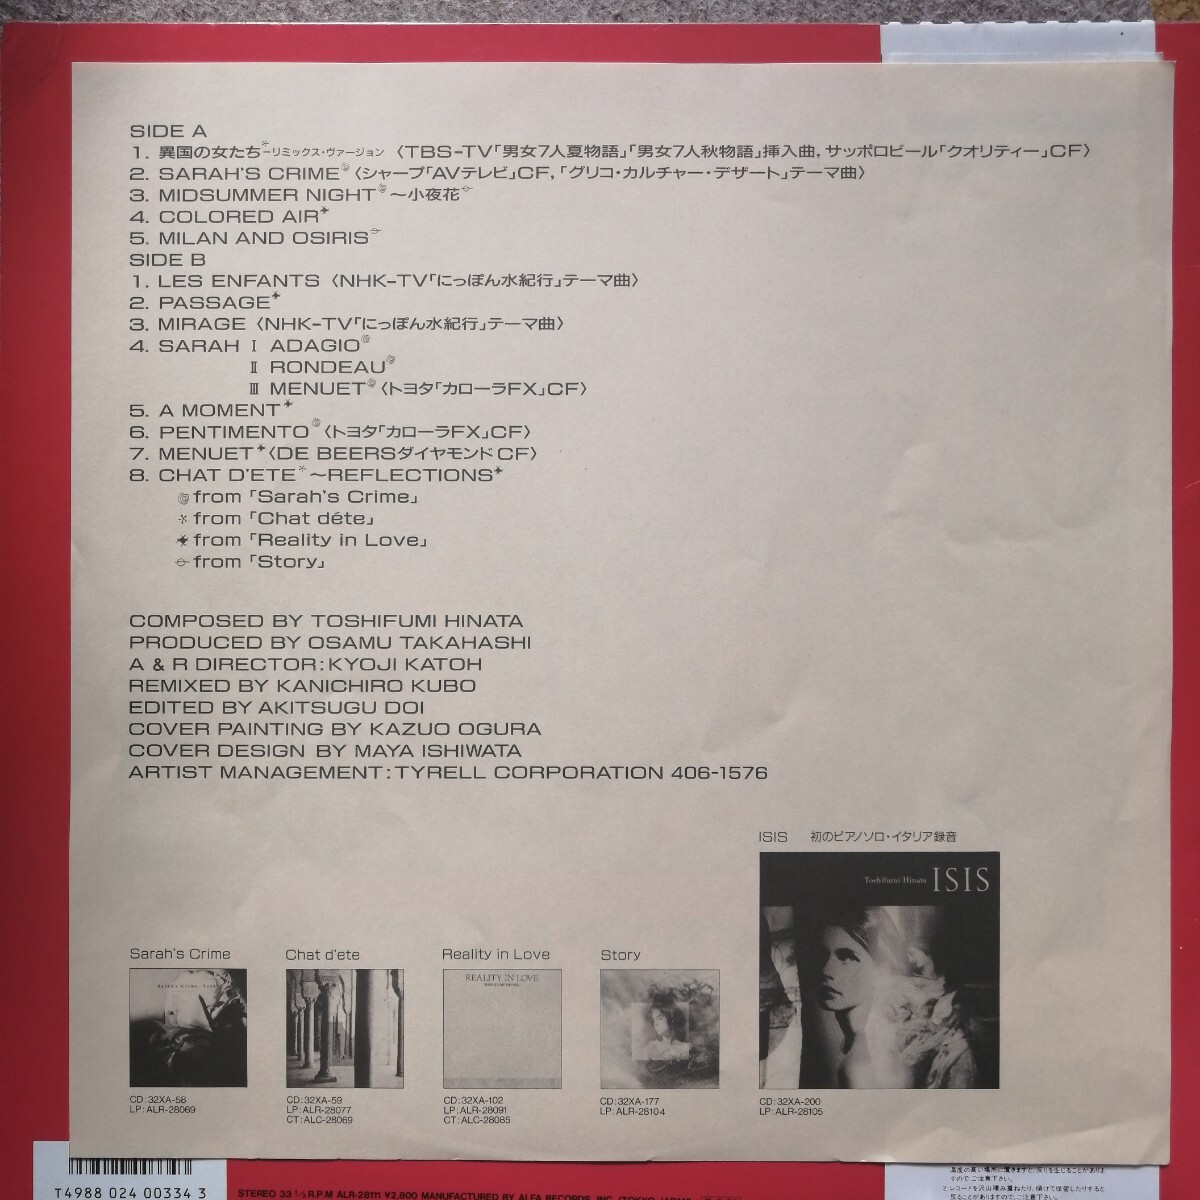 SIDE A
1. 異国の女たち*-リミックス・ヴァージョン 〈TBS-TV「男女7人夏物語」「男女7人秋物語」挿入曲, サッポロビール「クオリティー」CF〉
2. SARAH'S CRIME 〈シャープ「AVテレビ」CF, 「グリコ・カルチャー・デザート」テーマ曲〉
3. MIDSUMMER NIGHT ～小夜花
4. COLORED AIR
5. MILAN AND OSIRIS
SIDE B
1. LES ENFANTS 〈NHK-TV「にっぽん水紀行」テーマ曲〉
2. PASSAGE
3. MIRAGE 〈NHK-TV「にっぽん水紀行」テーマ曲〉
4. SARAH Ⅰ ADAGIO
Ⅱ RONDEAU
Ⅲ MENUET 〈トヨタ「カローラFX」CF〉
5. A MOMENT
6. PENTIMENTO 〈トヨタ「カローラFX」CF〉
7. MENUET 〈DE BEERSダイヤモンドCF〉
8. CHAT D'ETE*～REFLECTIONS
from「Sarah's Crime」
* from「Chat déte」
from「Reality in Love」
from「Story」
COMPOSED BY TOSHIFUMI HINATA
PRODUCED BY OSAMU TAKAHASHI
A & R DIRECTOR:KYOJI KATOH
REMIXED BY KANICHIRO KUBO
EDITED BY AKITSUGU DOI
COVER PAINTING BY KAZUO OGURA
COVER DESIGN BY MAYA ISHIWATA
ARTIST MANAGEMENT:TYRELL CORPORATION 406-1576
ISIS 初のピアノソロ・イタリア録音
Toshifumi Hinata ISIS
Sarah's Crime
Chat d'ete
Reality in Love
Story
REALITY IN LOVE
CD:32XA-58
LP:ALR-28069
CD:32XA-59
LP:ALR-28077
CT:ALC-28069
CD:32XA-102
LP:ALR-28091
CT:ALC-28085
CD:32XA-177
LP:ALR-28104
CD:32XA-200
LP:ALR-28105
T4988 024 00334 3
STEREO 33 1/3 R.P.M ALR-28111 ¥2,800 MANUFACTURED BY ALFA RECORDS, INC.